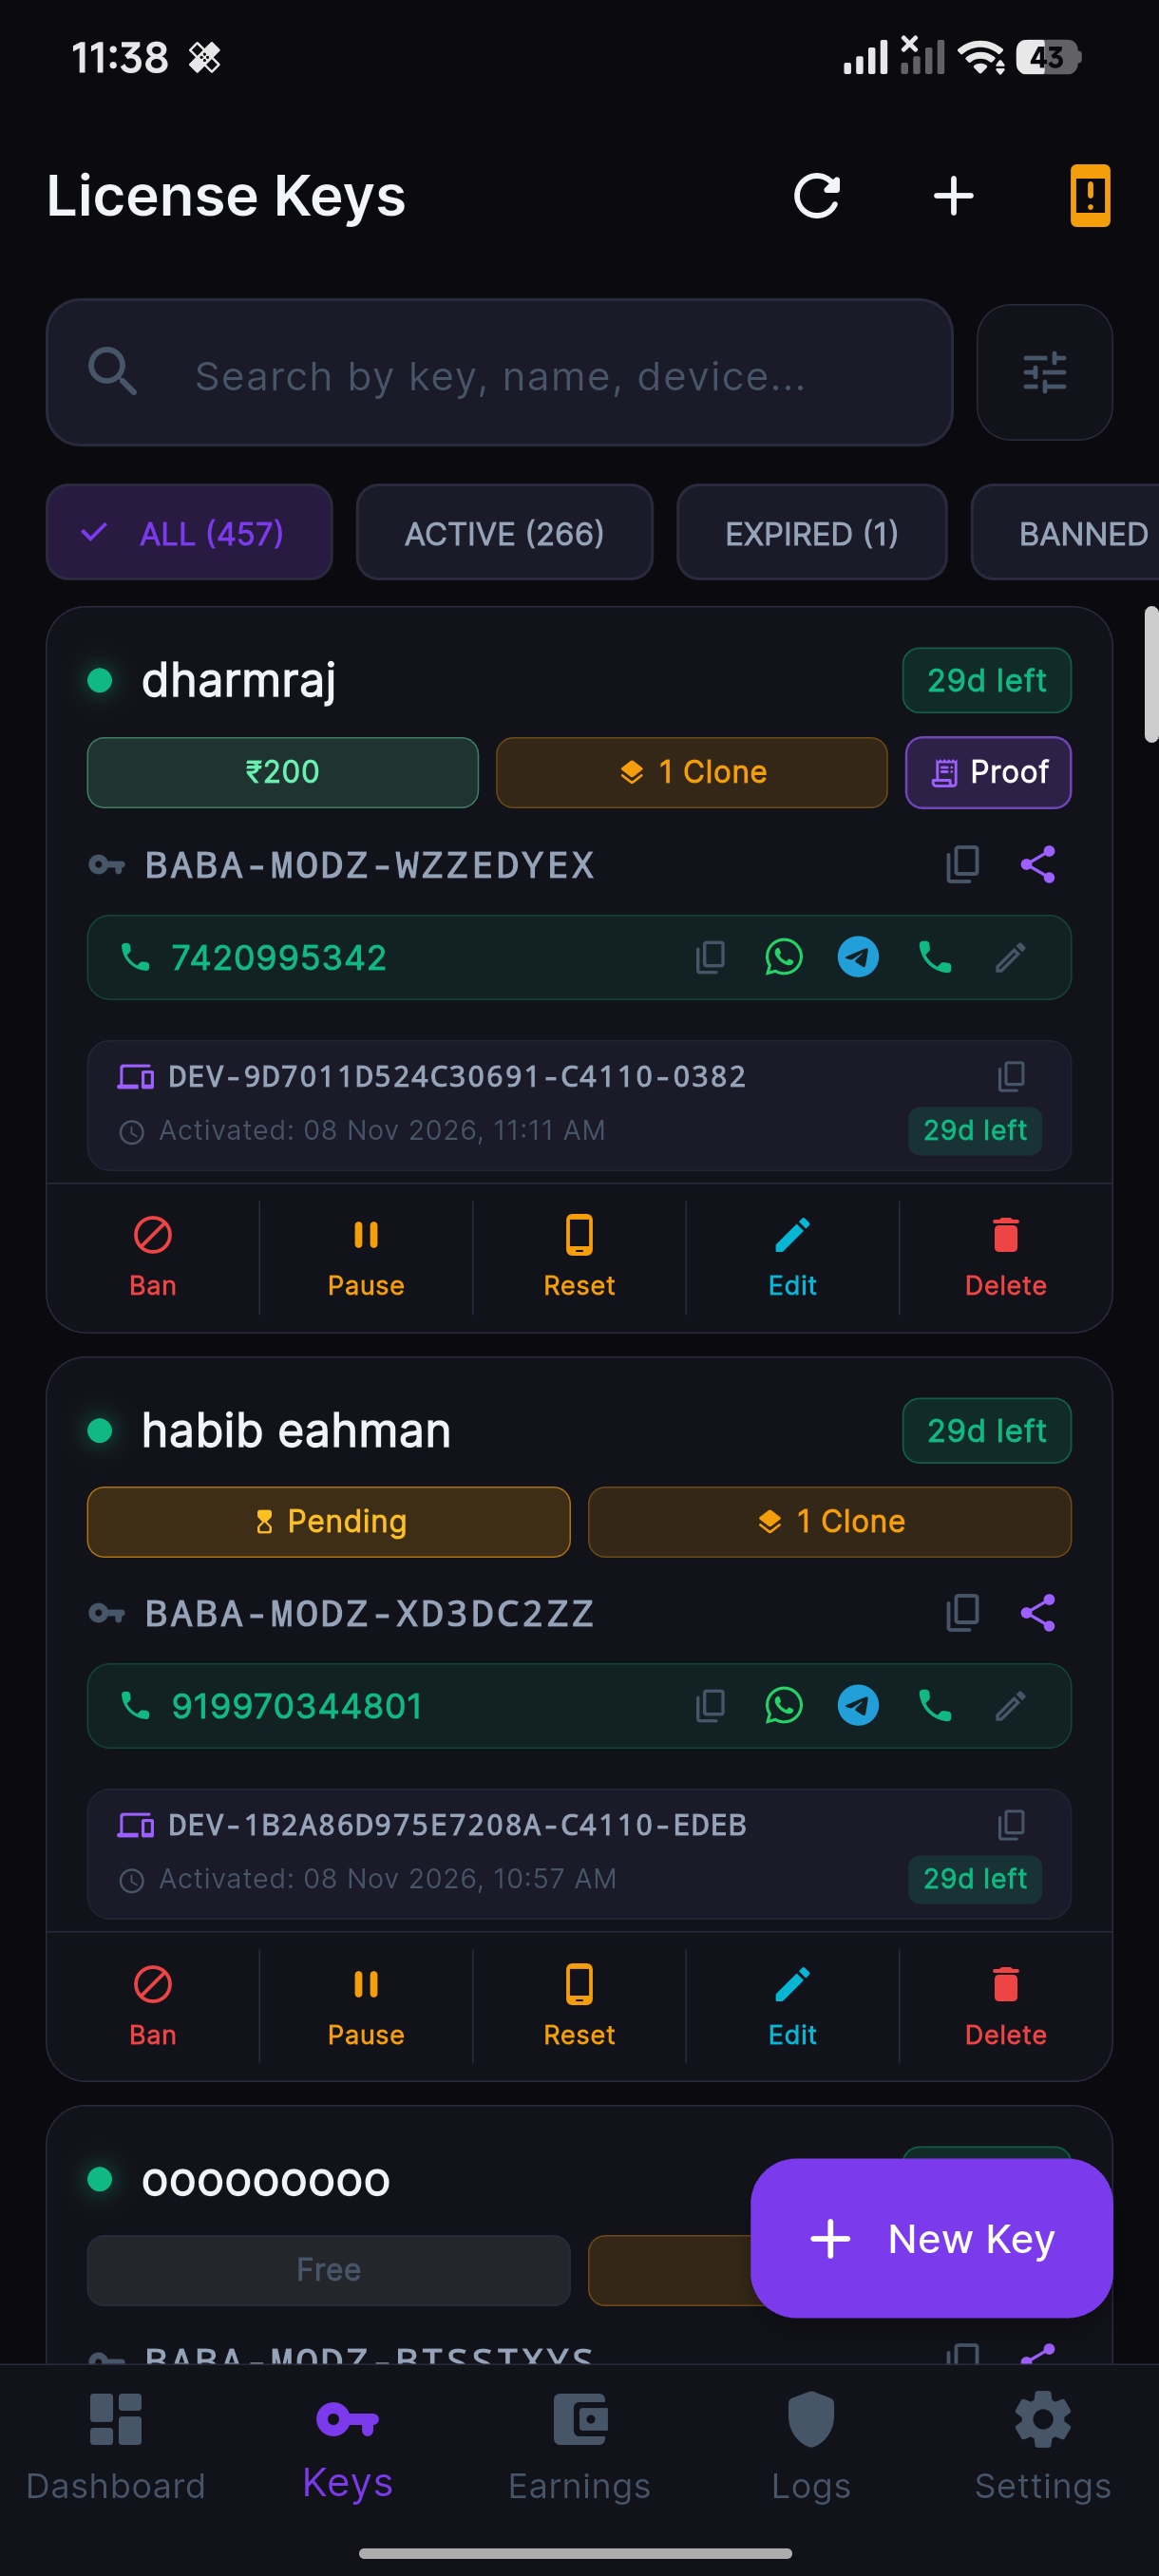 11:38
43
License Keys
Search by key, name, device...
ALL (457)
ACTIVE (266)
EXPIRED (1)
BANNED
dharmraj
29d left
₹200
1 Clone
Proof
BABA-MODZ-WZZEDYEX
7420995342
DEV-9D7011D524C30691-C4110-0382
Activated: 08 Nov 2026, 11:11 AM
29d left
Ban
Pause
Reset
Edit
Delete
habib eahman
29d left
Pending
1 Clone
BABA-MODZ-XD3DC2ZZ
919970344801
DEV-1B2A86D975E7208A-C4110-EDEB
Activated: 08 Nov 2026, 10:57 AM
29d left
Ban
Pause
Reset
Edit
Delete
ooooooooo
Free
New Key
BABA-MODZ-BTSSTXYS
Dashboard
Keys
Earnings
Logs
Settings